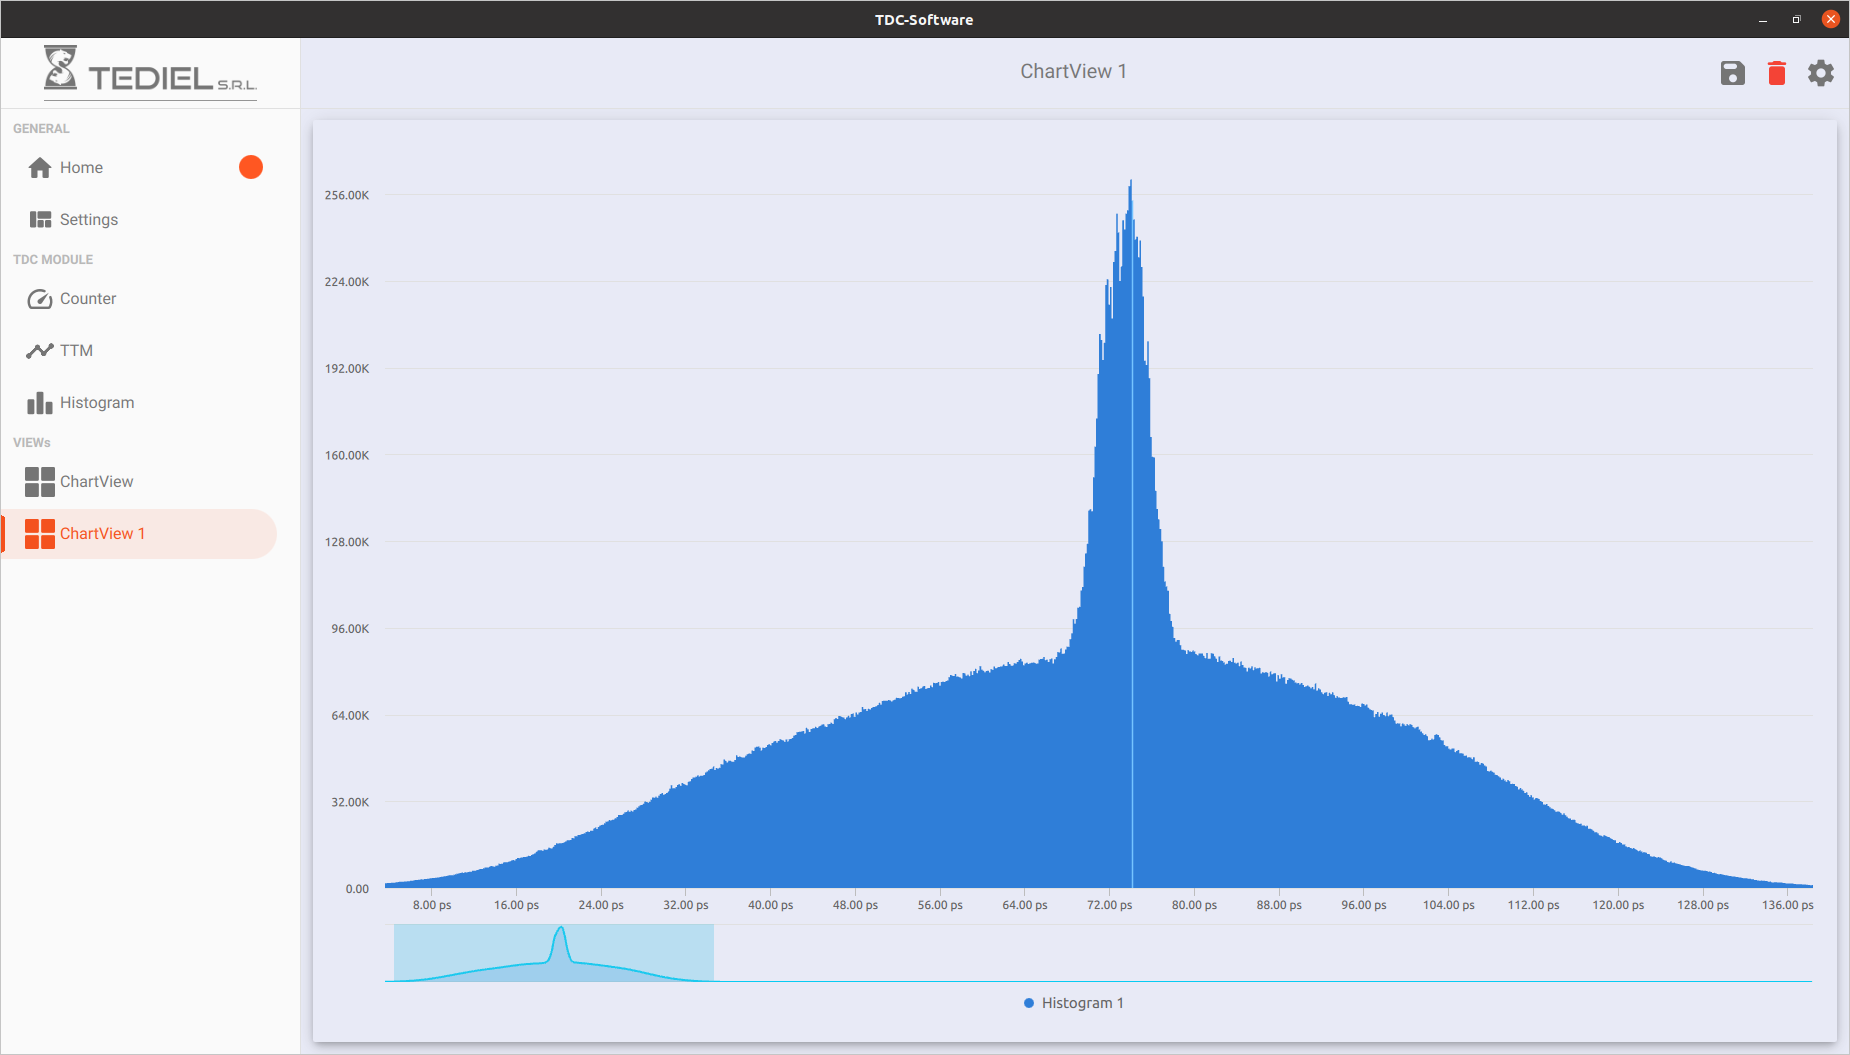 TDC-Software
TEDIEL S.R.L.
ChartView 1
GENERAL
Home
Settings
TDC MODULE
Counter
TTM
Histogram
VIEWs
ChartView
ChartView 1
256.00K
224.00K
192.00K
160.00K
128.00K
96.00K
64.00K
32.00K
0.00
8.00 ps 16.00 ps 24.00 ps 32.00 ps 40.00 ps 48.00 ps 56.00 ps 64.00 ps 72.00 ps 80.00 ps 88.00 ps 96.00 ps 104.00 ps 112.00 ps 120.00 ps 128.00 ps 136.00 ps
Histogram 1